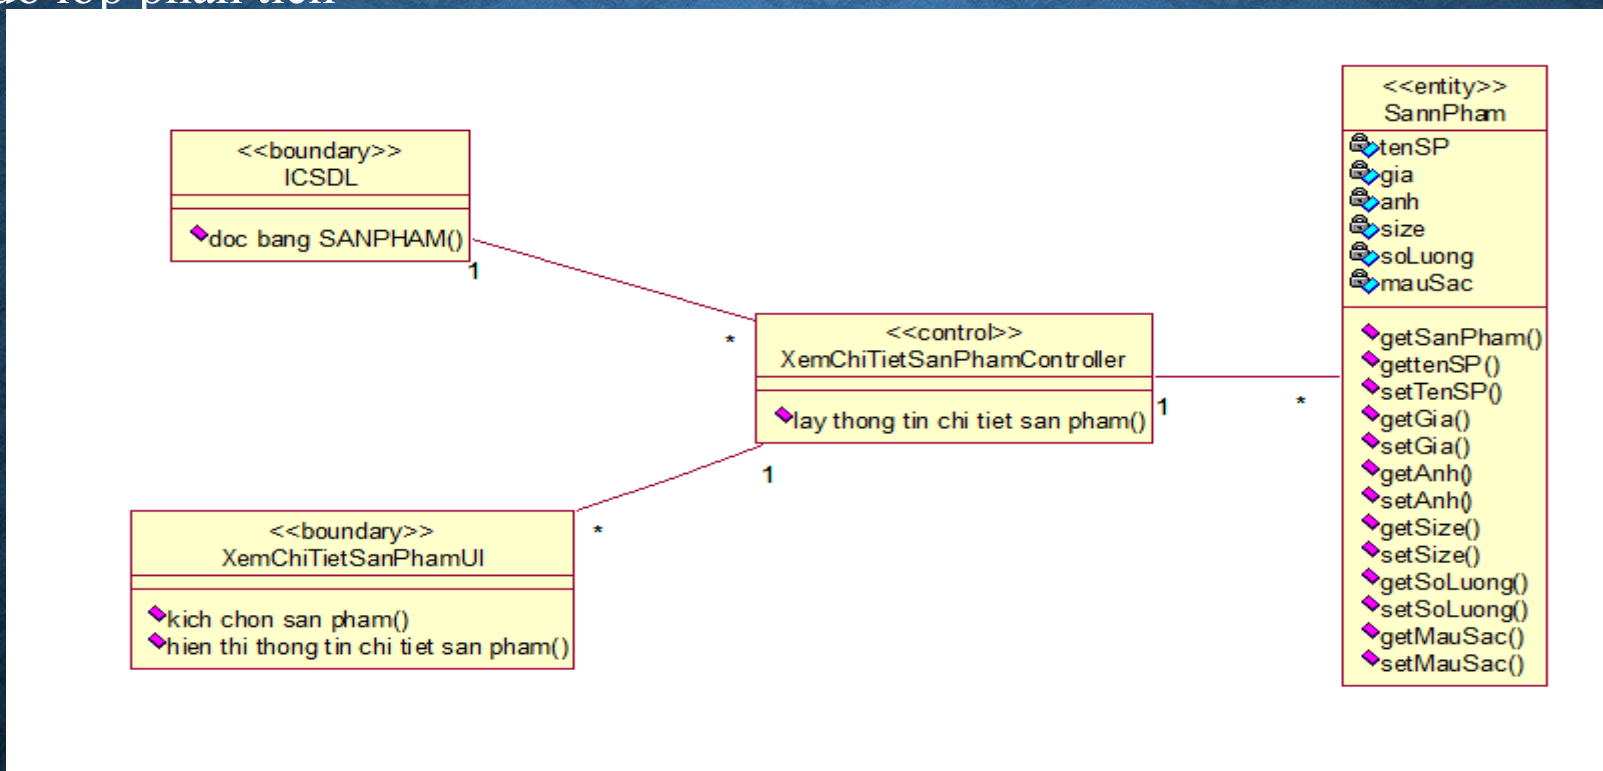 <<boundary>>
ICSDL
doc bang SANPHAM()
1
*
<<control>>
XemChiTietSanPhamController
lay thong tin chi tiet san pham()
1
*
1
*
<<boundary>>
XemChiTietSanPhamUI
kich chon san pham()
hien thi thong tin chi tiet san pham()
<<entity>>
SannPham
tenSP
gia
anh
size
soLuong
mauSac
getSanPham()
gettenSP()
setTenSP()
getGia()
setGia()
getAnh()
setAnh()
getSize()
setSize()
getSoLuong()
setSoLuong()
getMauSac()
setMauSac()